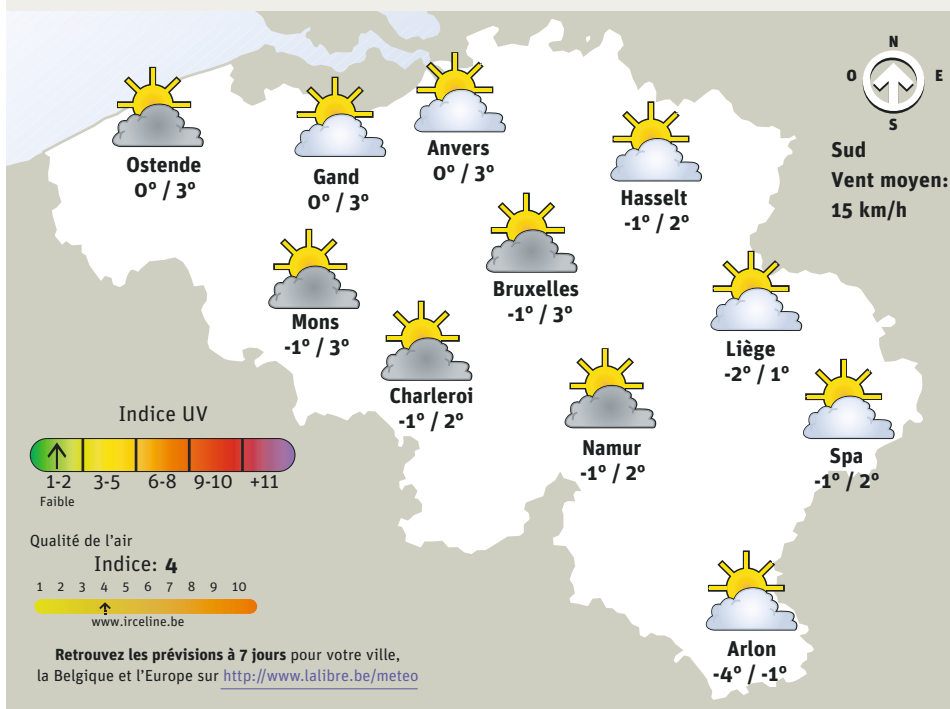 N
O E
S
Sud
Vent moyen:
15 km/h
Ostende
0° / 3°
Gand
0° / 3°
Anvers
0° / 3°
Hasselt
-1° / 2°
Bruxelles
-1° / 3°
Mons
-1° / 3°
Charleroi
-1° / 2°
Liège
-2° / 1°
Namur
-1° / 2°
Spa
-1° / 2°
Arlon
-4° / -1°
Indice UV
1-2 3-5 6-8 9-10 +11
Faible
Qualité de l'air
Indice: 4
1 2 3 4 5 6 7 8 9 10
www.irceline.be
Retrouvez les prévisions à 7 jours pour votre ville,
la Belgique et l'Europe sur http://www.lalibre.be/meteo